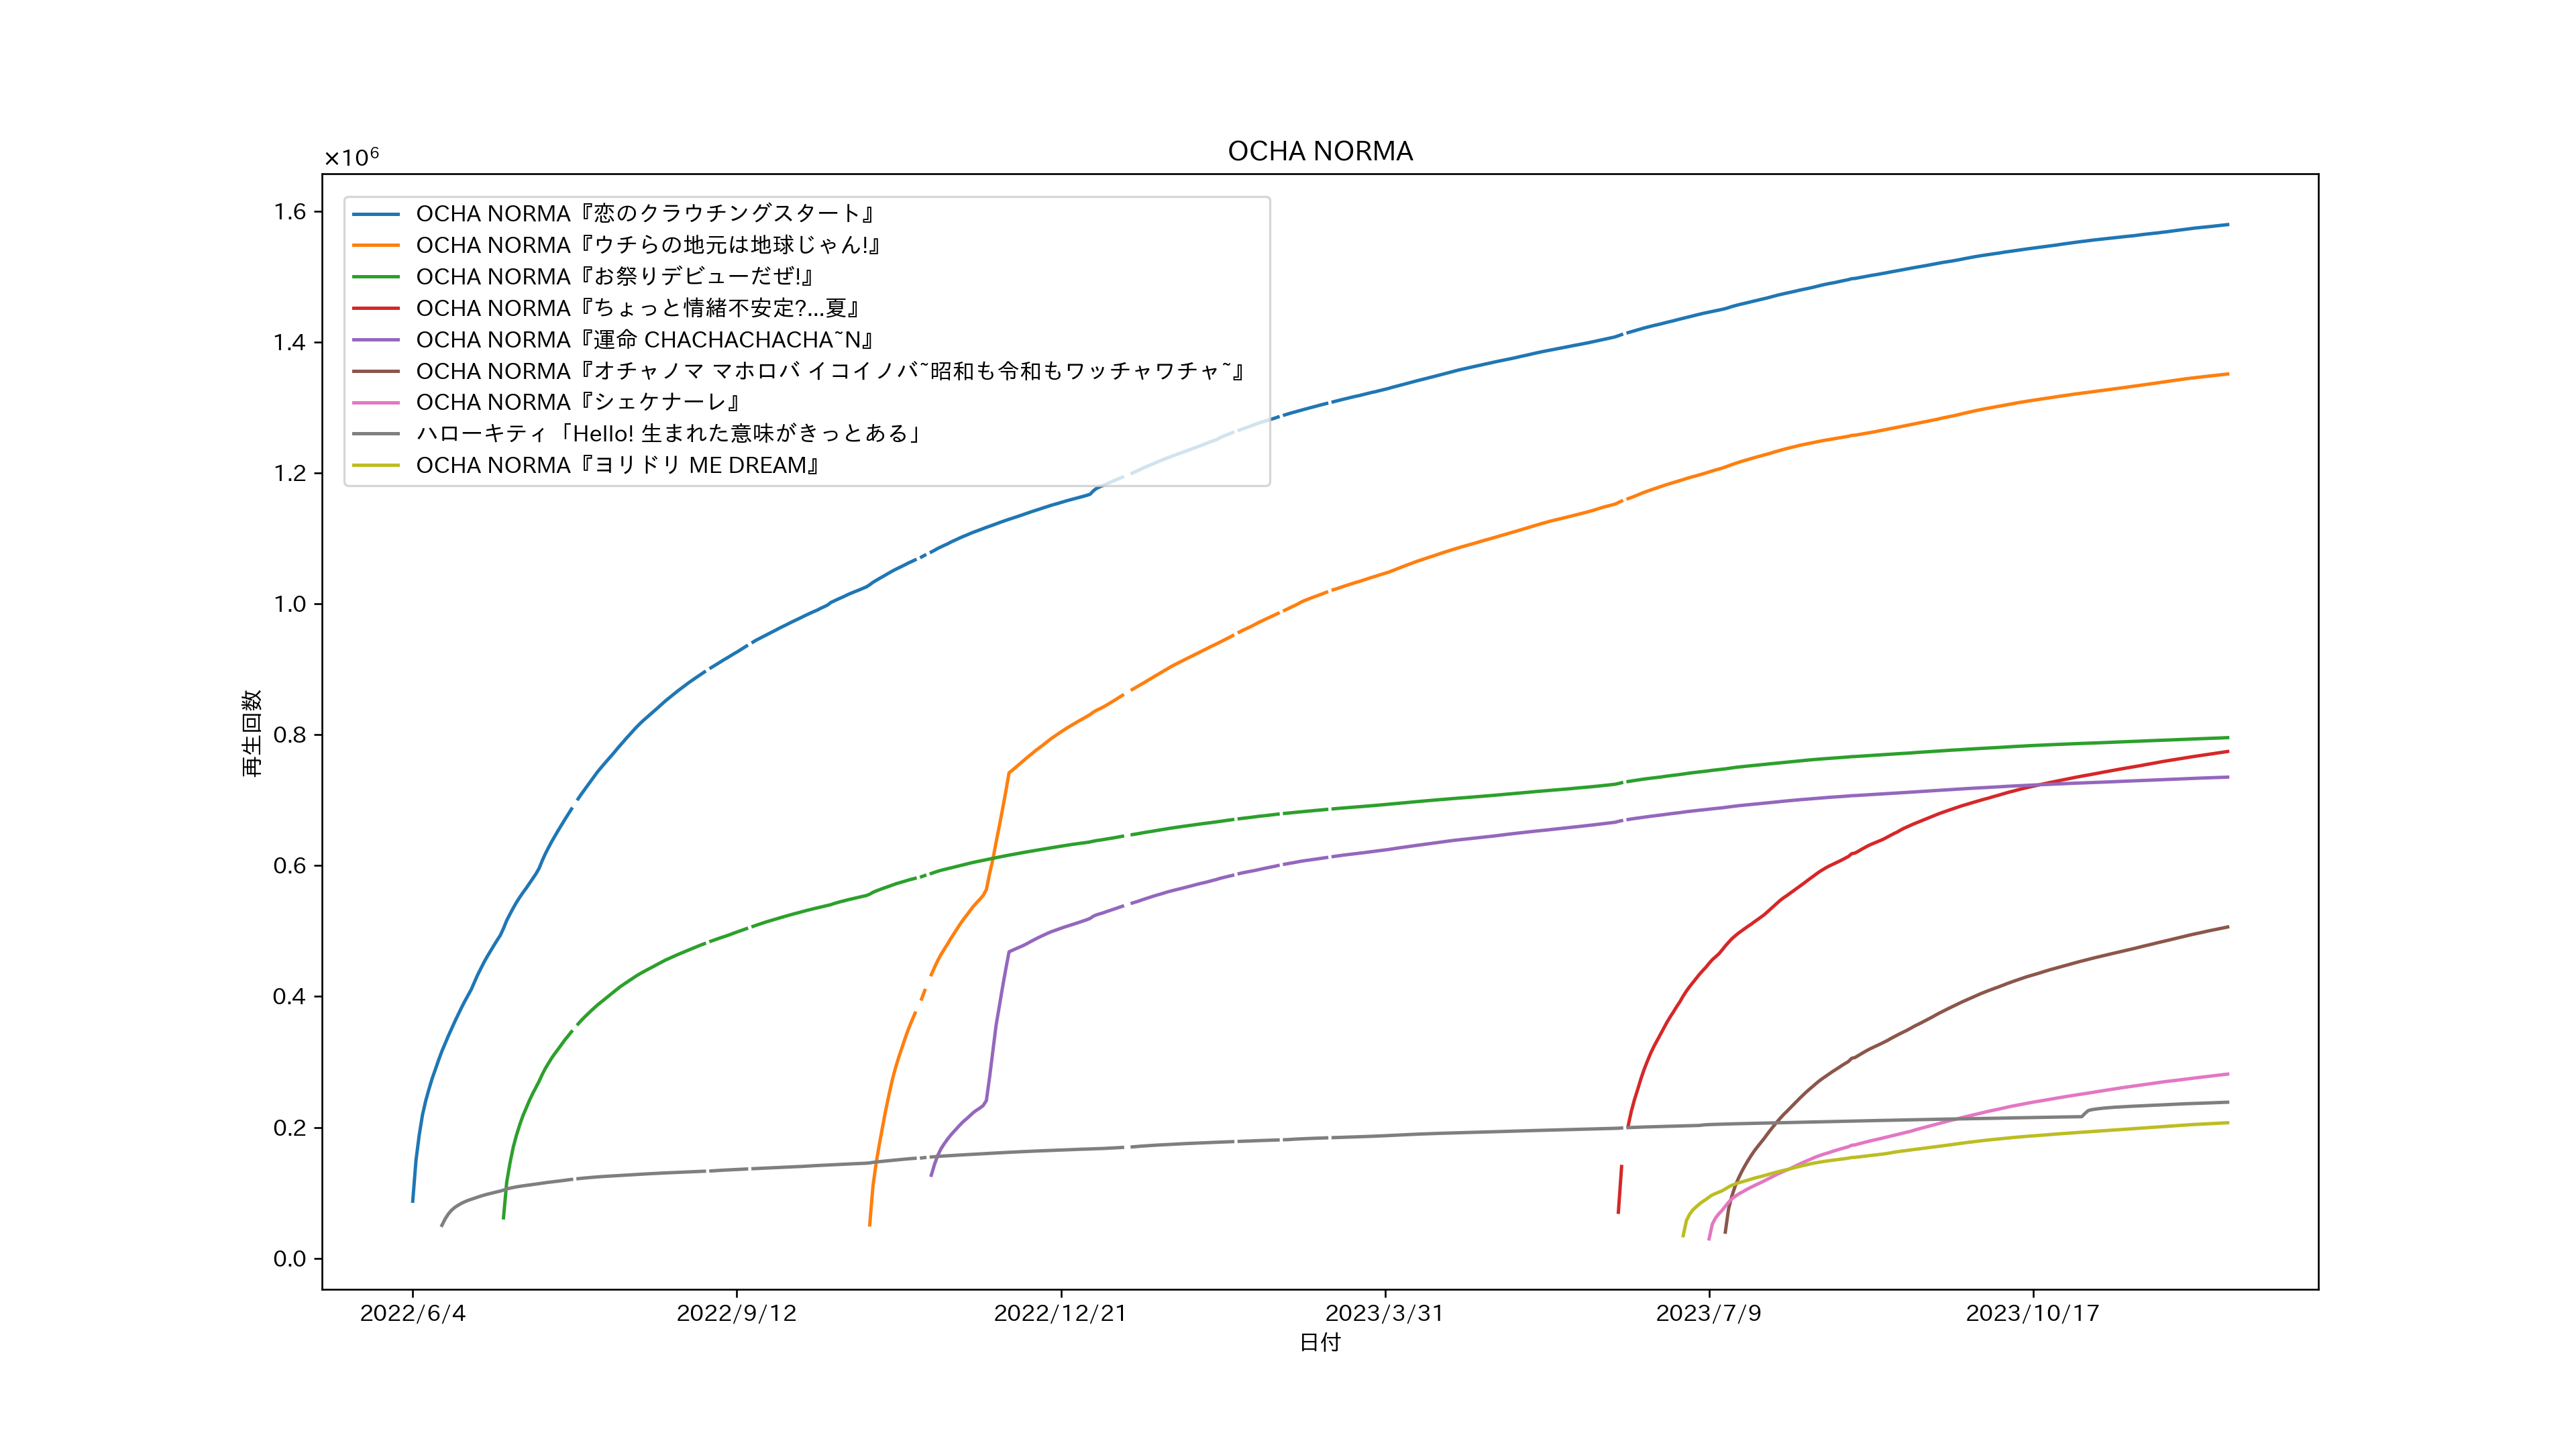 OCHA NORMA
×10⁶
1.6
1.4
1.2
1.0
0.8
0.6
0.4
0.2
0.0
再生回数
OCHA NORMA『恋のクラウチングスタート』
OCHA NORMA『ウチらの地元は地球じゃん!』
OCHA NORMA『お祭りデビューだぜ!』
OCHA NORMA『ちょっと情緒不安定?...夏』
OCHA NORMA『運命 CHACHACHACHA~N』
OCHA NORMA『オチャノマ マホロバ イコイノバ~昭和も令和もワッチャワチャ~』
OCHA NORMA『シェケナーレ』
ハローキティ「Hello! 生まれた意味がきっとある」
OCHA NORMA『ヨリドリ ME DREAM』
2022/6/4 2022/9/12 2022/12/21 2023/3/31 2023/7/9 2023/10/17
日付